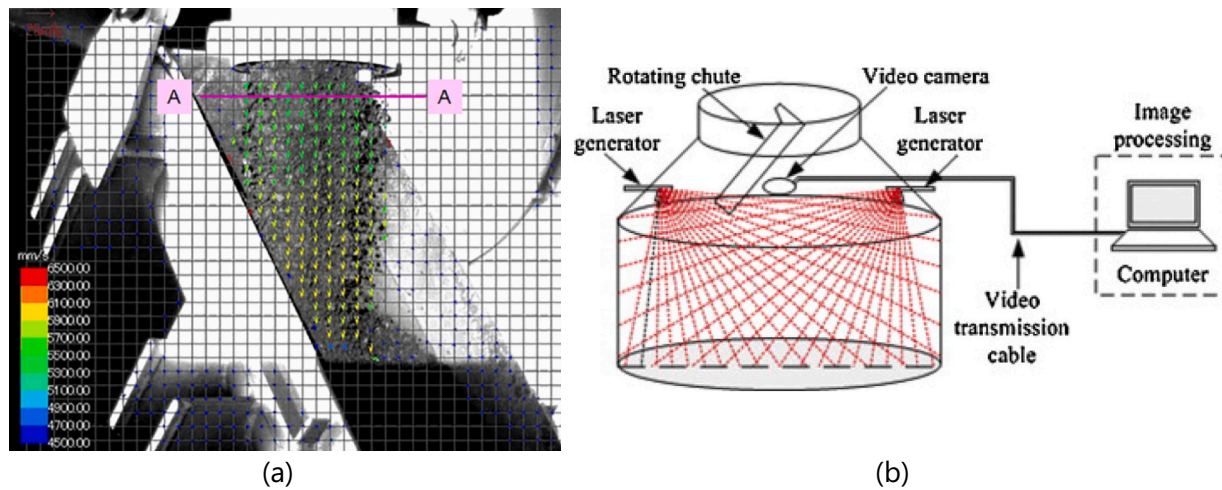 A
A
mm/s
6500.00
6300.00
6100.00
5900.00
5700.00
5500.00
5300.00
5100.00
4900.00
4700.00
4500.00
(a)
Rotating chute
Video camera
Laser
generator
Laser
generator
Image
processing
Computer
Video
transmission
cable
(b)